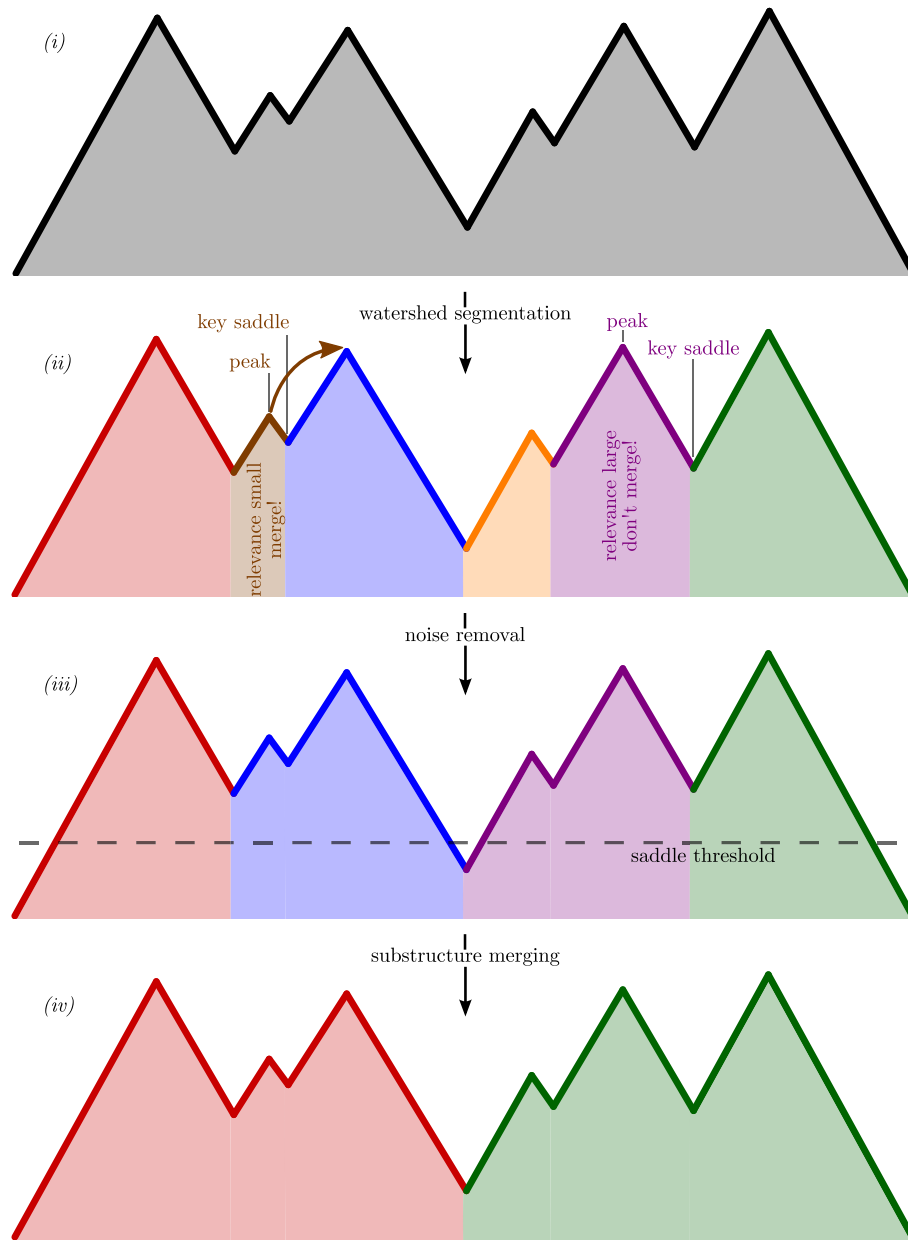 (i)
watershed segmentation
peak
key saddle
key saddle
(ii)
peak
relevance small
merge!
relevance large
don't merge!
noise removal
(iii)
saddle threshold
substructure merging
(iv)